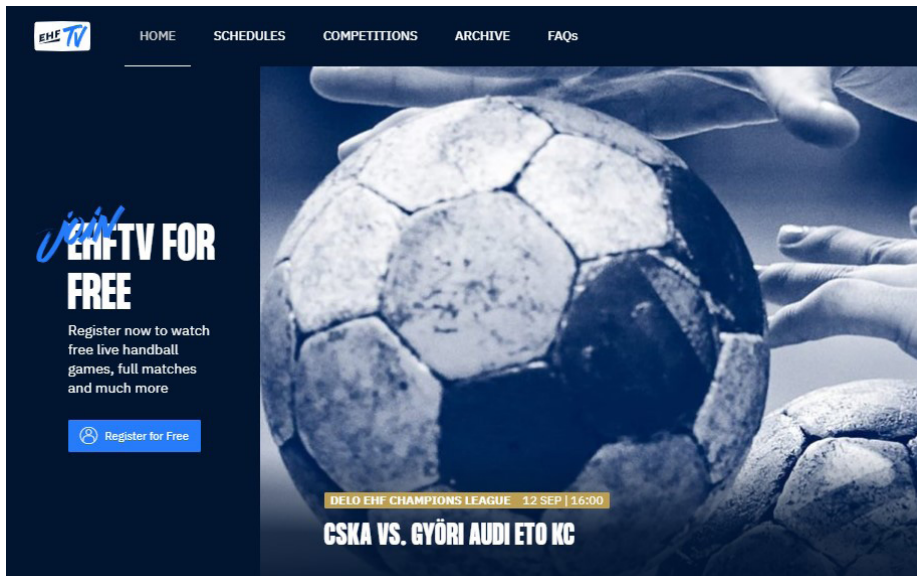 EHF TV
HOME SCHEDULES COMPETITIONS ARCHIVE FAQs
join
EHFTV FOR
FREE
Register now to watch
free live handball
games, full matches
and much more
Register for Free
DELO EHF CHAMPIONS LEAGUE 12 SEP | 16:00
CSKA VS. GYÖRI AUDI ETO KC